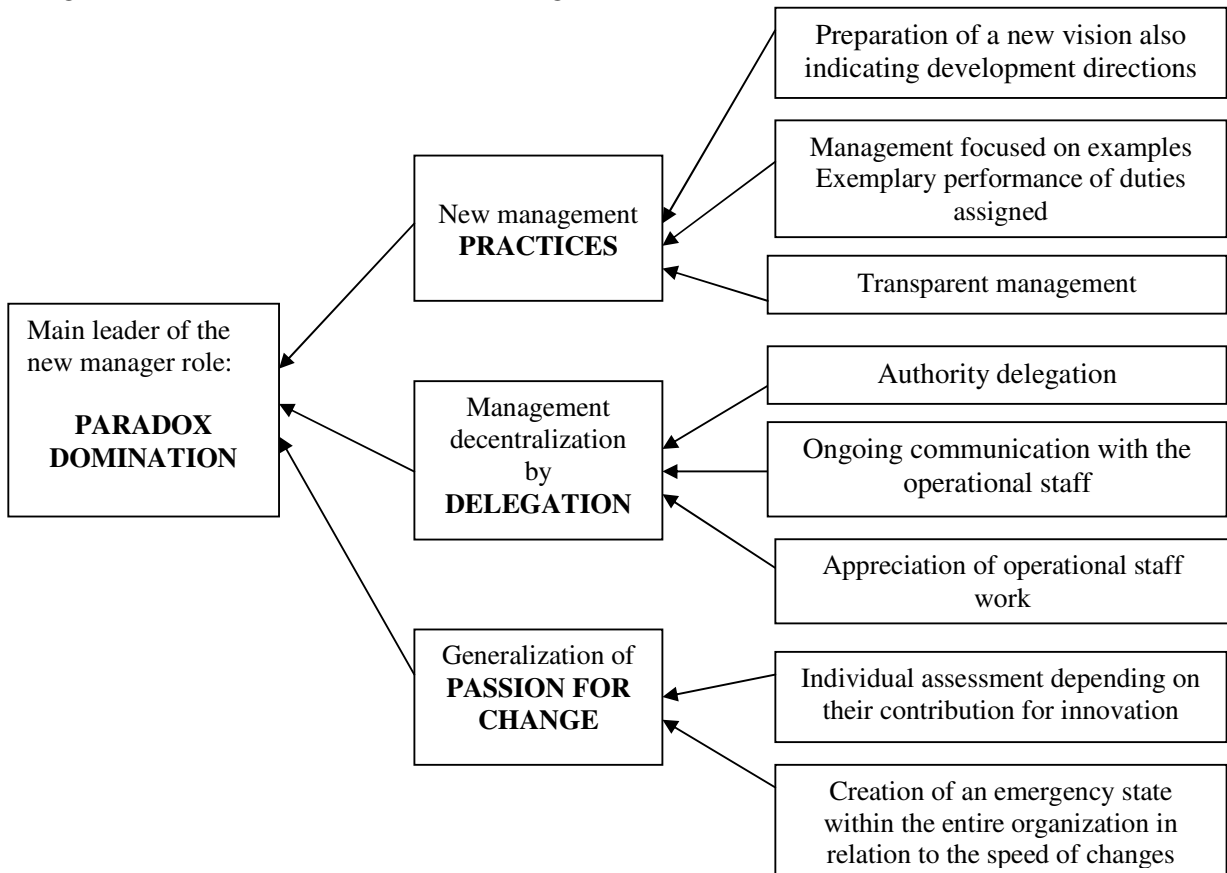 Preparation of a new vision also
indicating development directions
Management focused on examples
Exemplary performance of duties
assigned
New management
PRACTICES
Transparent management
Main leader of the
new manager role:
PARADOX
DOMINATION
Authority delegation
Management
decentralization
by
DELEGATION
Ongoing communication with the
operational staff
Appreciation of operational staff
work
Generalization of
PASSION FOR
CHANGE
Individual assessment depending on
their contribution for innovation
Creation of an emergency state
within the entire organization in
relation to the speed of changes